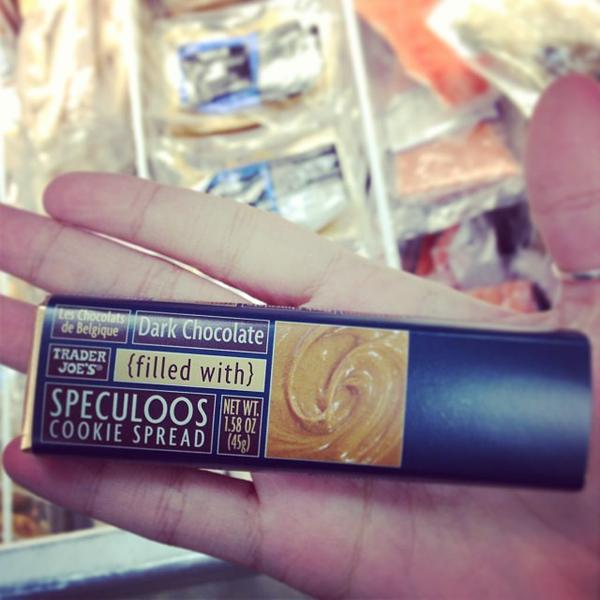 Les Chocolats
de Belgique
Dark Chocolate
TRADER
JOE'S®
{filled with}
SPECULOOS
COOKIE SPREAD
NET WT.
1.58 OZ
(45g)